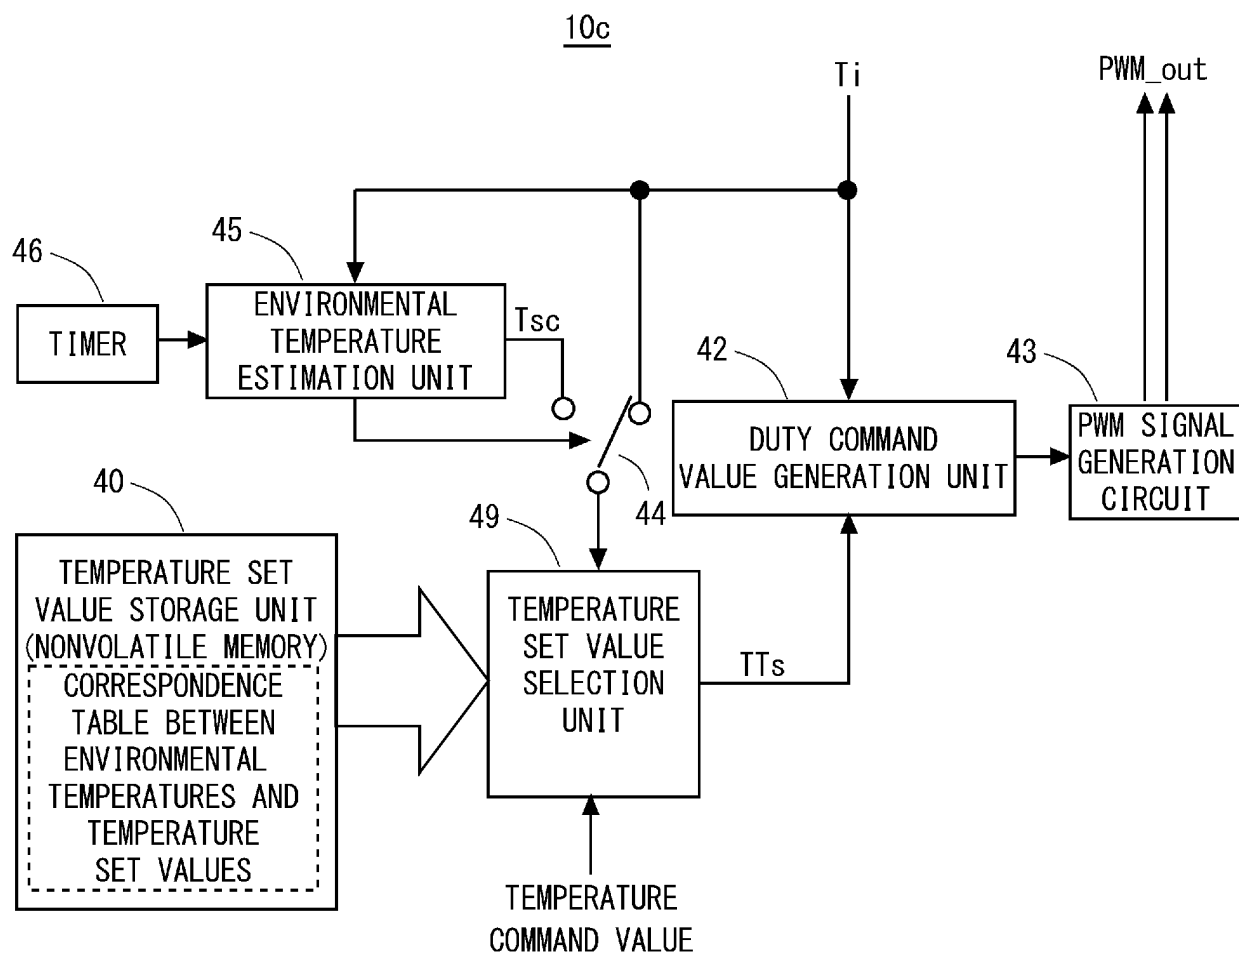 10c
Ti
PWM_out
46
TIMER
45
ENVIRONMENTAL
TEMPERATURE
ESTIMATION UNIT
Tsc
44
42
DUTY COMMAND
VALUE GENERATION UNIT
43
PWM SIGNAL
GENERATION
CIRCUIT
40
TEMPERATURE SET
VALUE STORAGE UNIT
(NONVOLATILE MEMORY)
CORRESPONDENCE
TABLE BETWEEN
ENVIRONMENTAL
TEMPERATURES AND
TEMPERATURE
SET VALUES
49
TEMPERATURE
SET VALUE
SELECTION
UNIT
TTs
TEMPERATURE
COMMAND VALUE